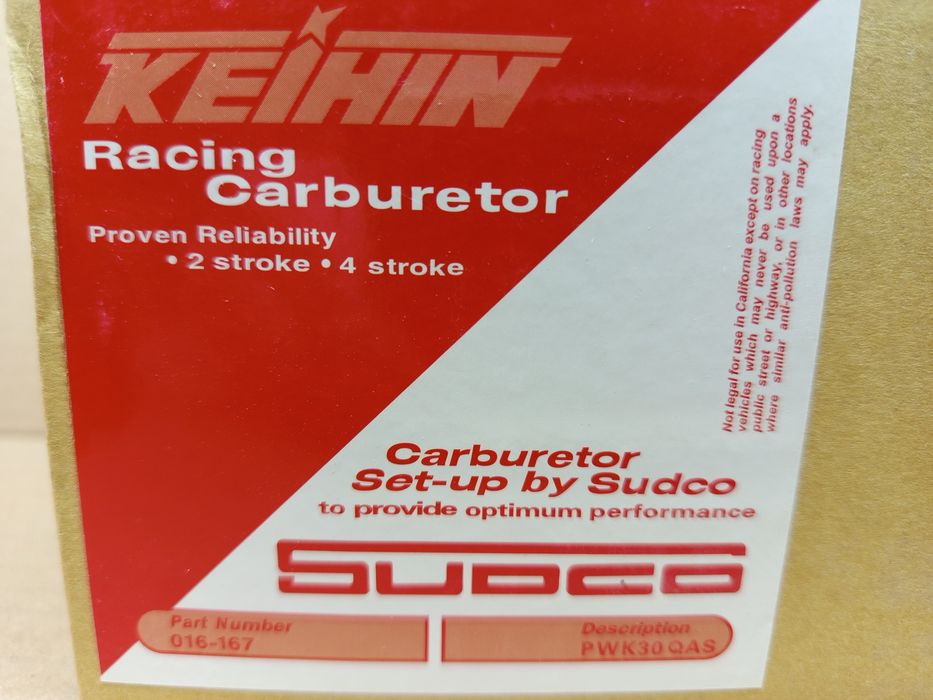 KEIHIN
Racing
Carburetor
Proven Reliability
• 2 stroke • 4 stroke
Not legal for use in California except on racing
vehicles which may never be used upon a
public street or highway, or in other locations
where similar anti-pollution laws may apply.
Carburetor
Set-up by Sudco
to provide optimum performance
SUDCO
Part Number
016-167
Description
PWK30QAS